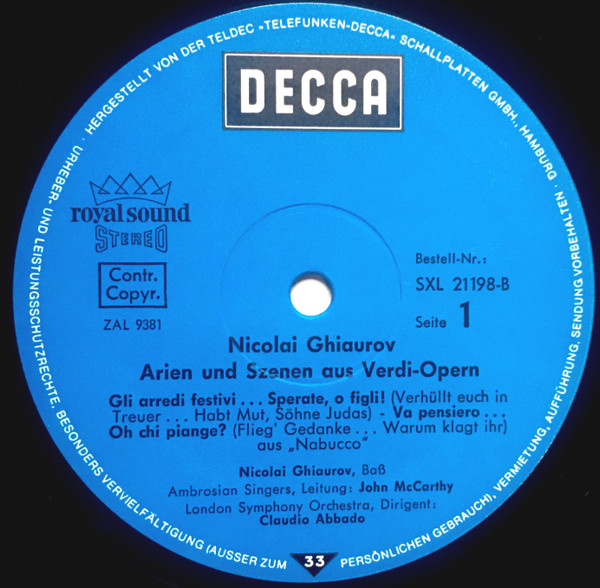 URHEBER- UND LEISTUNGSSCHUTZRECHTE, BESONDERS VERVIELFÄLTIGUNG (AUSSER ZUM PERSÖNLICHEN GEBRAUCH), VERMIETUNG, AUFFÜHRUNG, SENDUNG VORBEHALTEN · HERGESTELLT VON DER TELDEC »TELEFUNKEN-DECCA« SCHALLPLATTEN GMBH., HAMBURG ·
DECCA
royal sound
STEREO
Contr.
Copyr.
ZAL 9381
Bestell-Nr.:
SXL 21198-B
Seite 1
Nicolai Ghiaurov
Arien und Szenen aus Verdi-Opern
Gli arredi festivi . . . Sperate, o figli! (Verhüllt euch in
Treuer . . . Habt Mut, Söhne Judas) - Va pensiero . . .
Oh chi piange? (Flieg' Gedanke . . . Warum klagt ihr)
aus „Nabucco"
Nicolai Ghiaurov, Baß
Ambrosian Singers, Leitung: John McCarthy
London Symphony Orchestra, Dirigent:
Claudio Abbado
33